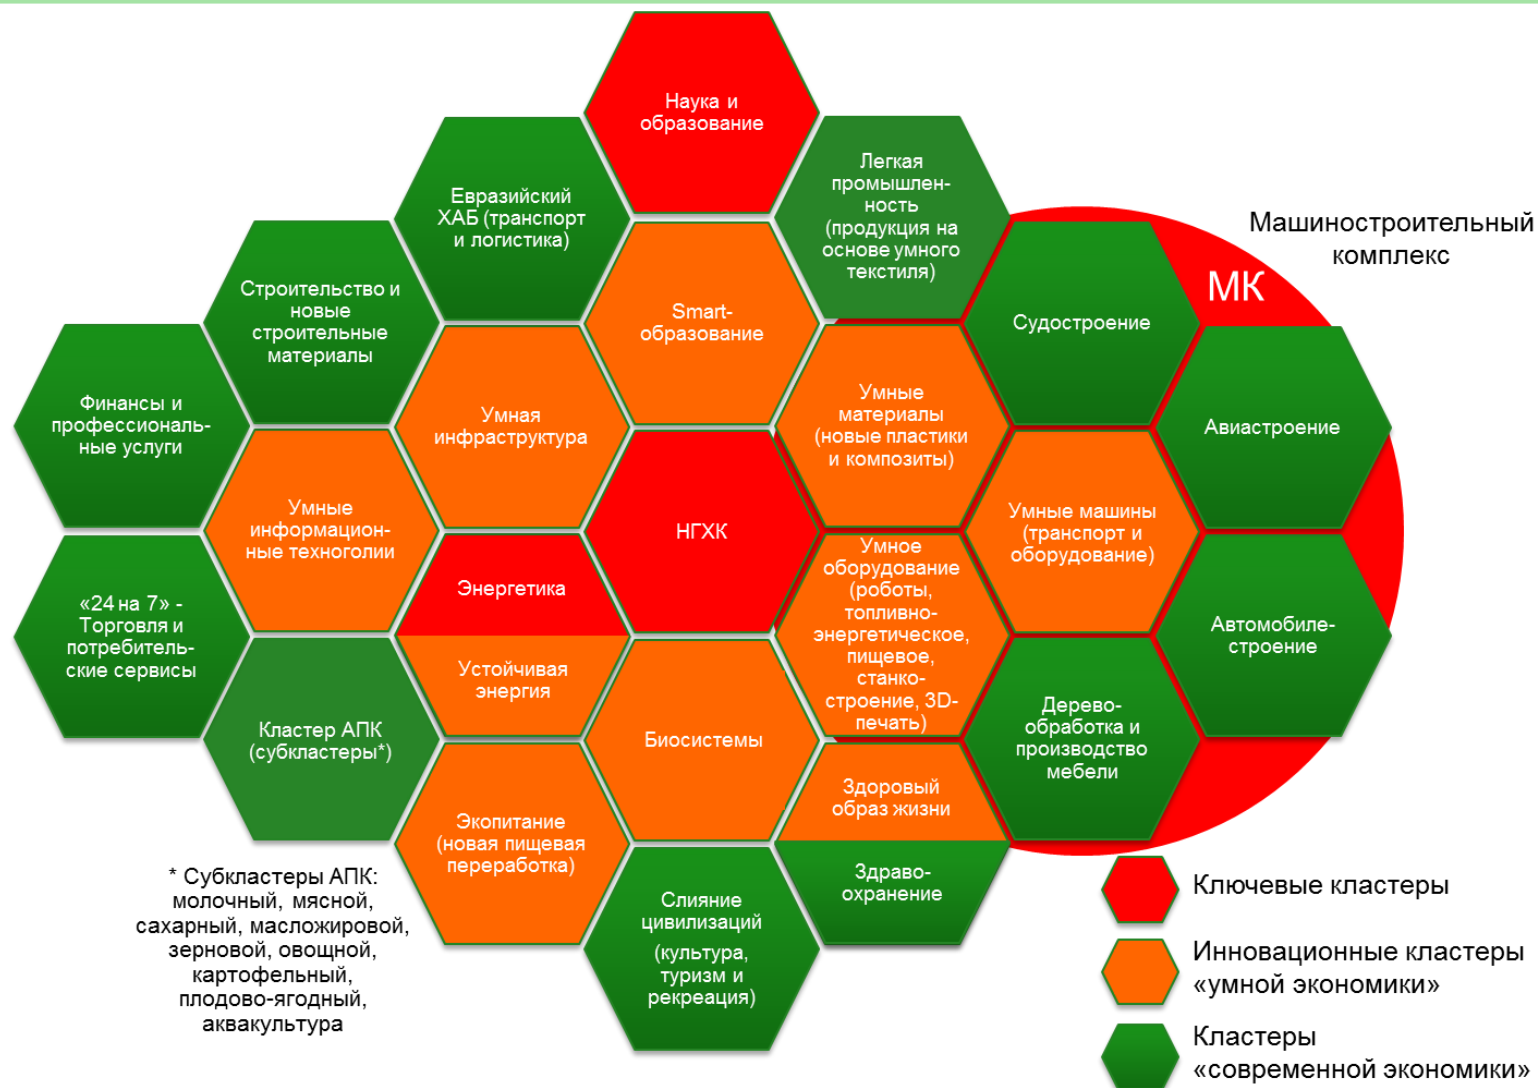 Наука и
образование
Легкая
промышлен-
ность
(продукция на
основе умного
текстиля)
Евразийский
ХАБ (транспорт
и логистика)
Машиностроительный
комплекс
МК
Строительство и
новые
строительные
материалы
Smart-
образование
Судостроение
Финансы и
профессиональ-
ные услуги
Умная
инфраструктура
Умные
материалы
(новые пластики
и композиты)
Авиастроение
Умные
информацион-
ные техноголии
НГХК
Умные машины
(транспорт и
оборудование)
Энергетика
Умное
оборудование
(роботы,
топливно-
энергетическое,
пищевое,
станко-
строение, 3D-
печать)
«24 на 7» -
Торговля и
потребитель-
ские сервисы
Автомобиле-
строение
Устойчивая
энергия
Кластер АПК
(субкластеры*)
Биосистемы
Дерево-
обработка и
производство
мебели
Здоровый
образ жизни
Экопитание
(новая пищевая
переработка)
Здраво-
охранение
Слияние
цивилизаций
(культура,
туризм и
рекреация)
* Субкластеры АПК:
молочный, мясной,
сахарный, масложировой,
зерновой, овощной,
картофельный,
плодово-ягодный,
аквакультура
Ключевые кластеры
Инновационные кластеры
«умной экономики»
Кластеры
«современной экономики»